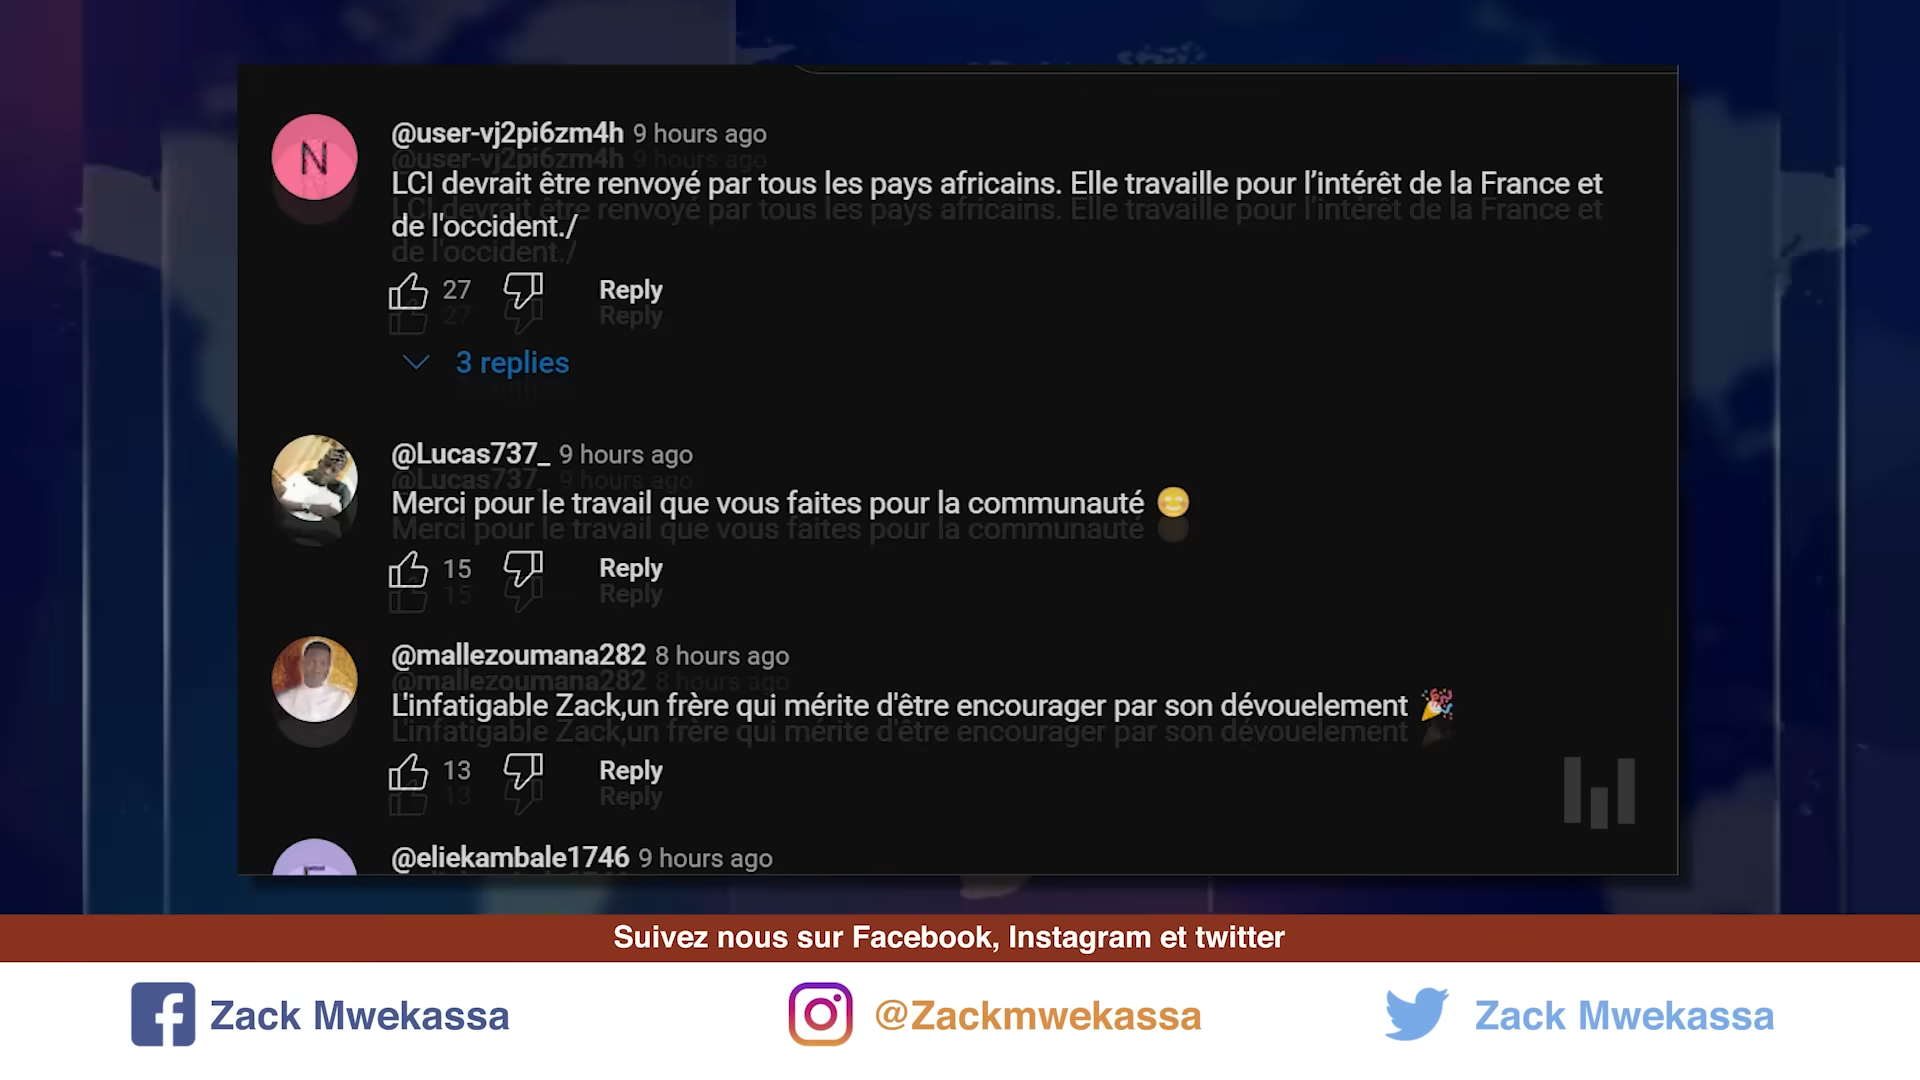 N
@user-vj2pi6zm4h 9 hours ago
LCI devrait être renvoyé par tous les pays africains. Elle travaille pour l'intérêt de la France et
de l'occident./
27 Reply
3 replies
@Lucas737_ 9 hours ago
Merci pour le travail que vous faites pour la communauté 😊
15 Reply
@mallezoumana282 8 hours ago
L'infatigable Zack,un frère qui mérite d'être encourager par son dévouelement 🎉
13 Reply
@eliekambale1746 9 hours ago
Suivez nous sur Facebook, Instagram et twitter
Zack Mwekassa
@Zackmwekassa
Zack Mwekassa